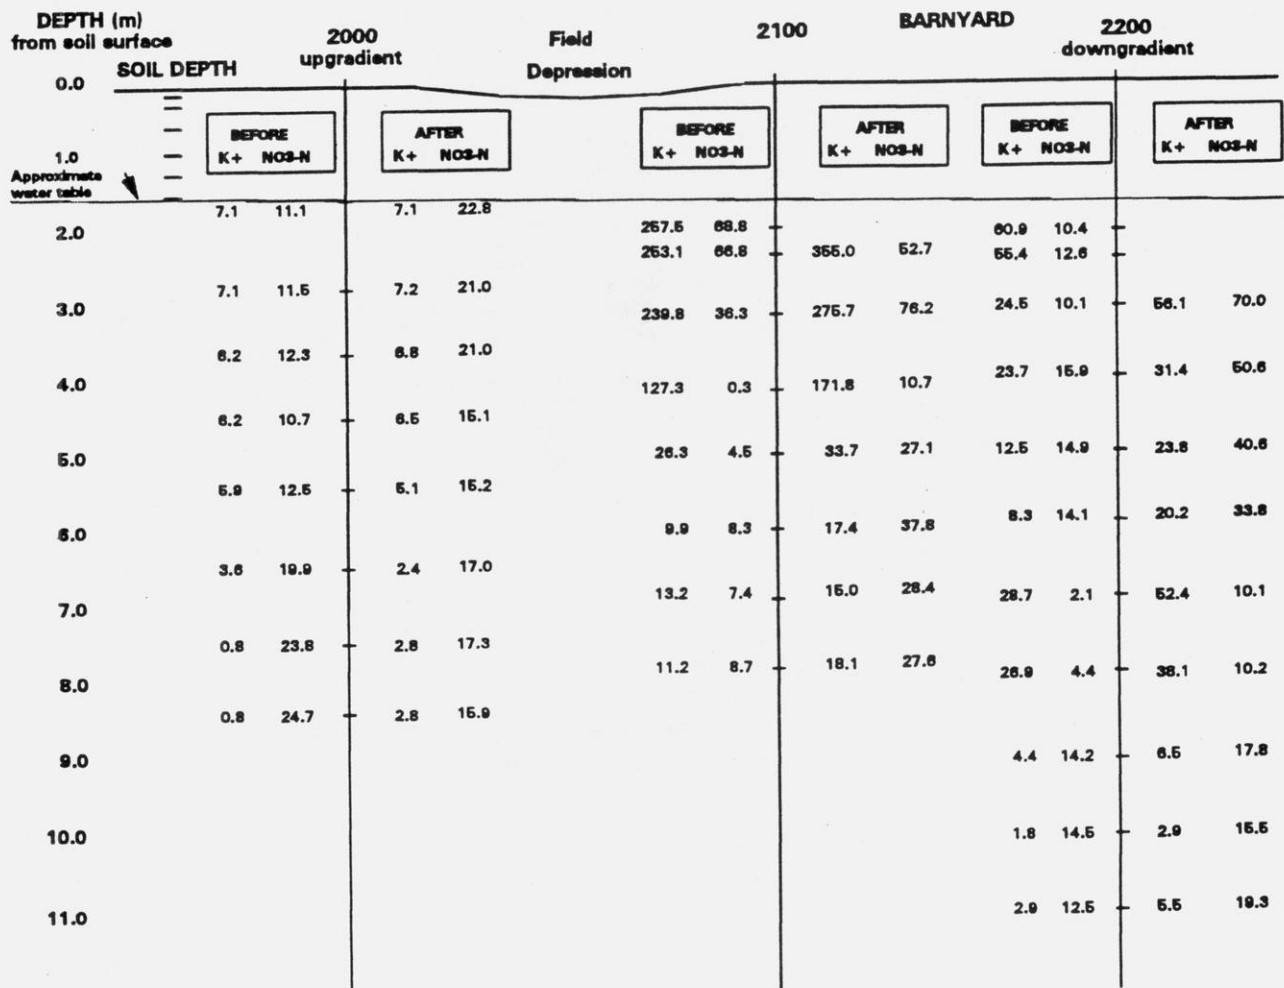 DEPTH (m)
from soil surface
2000
upgradient
Field
Depression
2100
BARNYARD
2200
downgradient
SOIL DEPTH
0.0
BEFORE AFTER BEFORE AFTER BEFORE AFTER
K+ NO3-N K+ NO3-N K+ NO3-N K+ NO3-N K+ NO3-N K+ NO3-N
1.0
Approximate
water table
7.1 11.1 7.1 22.8
257.5 68.8 60.9 10.4
2.0
253.1 66.8 355.0 52.7 55.4 12.6
7.1 11.5 7.2 21.0
3.0
239.8 36.3 275.7 76.2 24.5 10.1 56.1 70.0
6.2 12.3 6.8 21.0
23.7 15.9 31.4 50.6
4.0
127.3 0.3 171.8 10.7
6.2 10.7 6.5 15.1
26.3 4.5 33.7 27.1 12.5 14.9 23.8 40.6
5.0
5.9 12.5 5.1 15.2
8.3 14.1 20.2 33.8
6.0
9.9 8.3 17.4 37.8
3.6 19.9 2.4 17.0
13.2 7.4 15.0 28.4 28.7 2.1 52.4 10.1
7.0
0.8 23.8 2.8 17.3
11.2 8.7 18.1 27.6 26.9 4.4 38.1 10.2
8.0
0.8 24.7 2.8 15.9
4.4 14.2 6.5 17.8
9.0
10.0
1.8 14.5 2.9 15.5
2.9 12.5 5.5 19.3
11.0